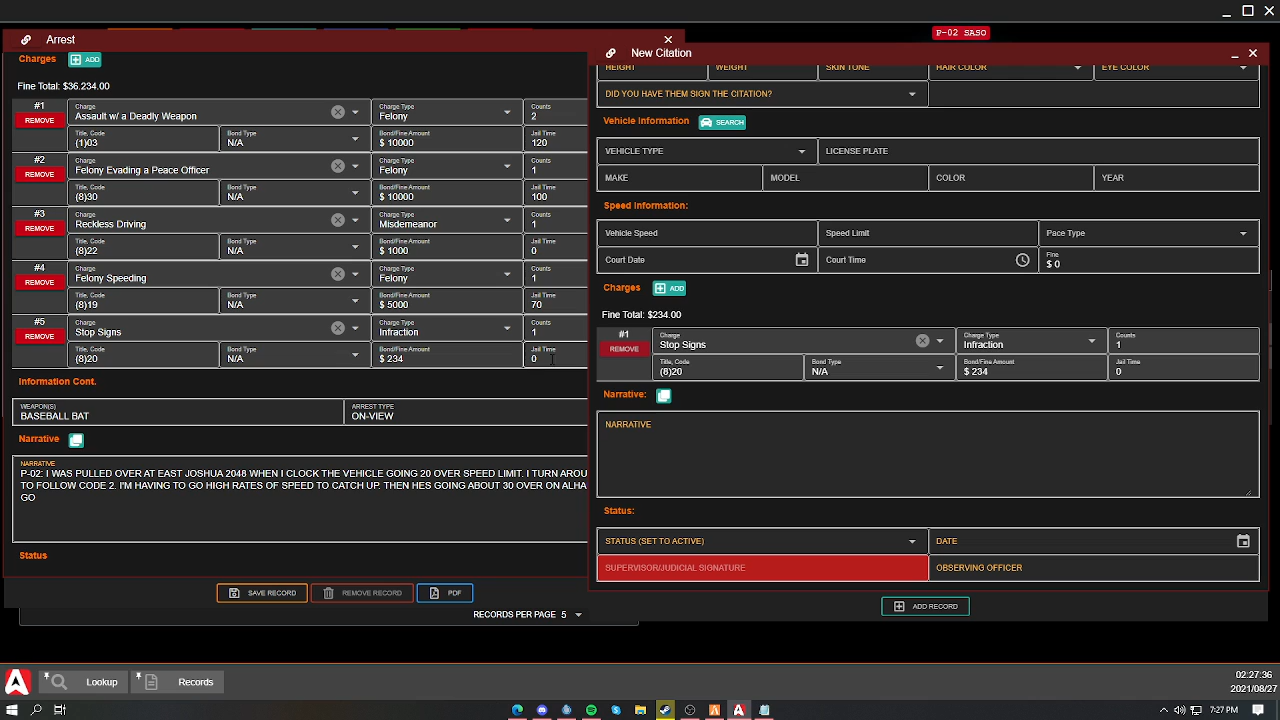 P-02 SASO
Arrest
Charges ADD
Fine Total: $36.234.00
#1 REMOVE
Charge Assault w/ a Deadly Weapon
Charge Type Felony
Counts 2
Title, Code (1)03
Bond Type N/A
Bond/Fine Amount $ 10000
Jail Time 120
#2 REMOVE
Charge Felony Evading a Peace Officer
Charge Type Felony
Counts 1
Title, Code (8)30
Bond Type N/A
Bond/Fine Amount $ 10000
Jail Time 100
#3 REMOVE
Charge Reckless Driving
Charge Type Misdemeanor
Counts 1
Title, Code (8)22
Bond Type N/A
Bond/Fine Amount $ 1000
Jail Time 0
#4 REMOVE
Charge Felony Speeding
Charge Type Felony
Counts 1
Title, Code (8)19
Bond Type N/A
Bond/Fine Amount $ 5000
Jail Time 70
#5 REMOVE
Charge Stop Signs
Charge Type Infraction
Counts 1
Title, Code (8)20
Bond Type N/A
Bond/Fine Amount $ 234
Jail Time 0
Information Cont.
WEAPON(S) BASEBALL BAT
ARREST TYPE ON-VIEW
Narrative
NARRATIVE
P-02: I WAS PULLED OVER AT EAST JOSHUA 2048 WHEN I CLOCK THE VEHICLE GOING 20 OVER SPEED LIMIT. I TURN AROU
TO FOLLOW CODE 2. I'M HAVING TO GO HIGH RATES OF SPEED TO CATCH UP. THEN HES GOING ABOUT 30 OVER ON ALHA
GO
Status
SAVE RECORD REMOVE RECORD PDF
RECORDS PER PAGE 5
New Citation
HEIGHT WEIGHT SKIN TONE HAIR COLOR EYE COLOR
DID YOU HAVE THEM SIGN THE CITATION?
Vehicle Information SEARCH
VEHICLE TYPE LICENSE PLATE
MAKE MODEL COLOR YEAR
Speed Information:
Vehicle Speed Speed Limit Pace Type
Court Date Court Time Fine $ 0
Charges ADD
Fine Total: $234.00
#1 REMOVE
Charge Stop Signs
Charge Type Infraction
Counts 1
Title, Code (8)20
Bond Type N/A
Bond/Fine Amount $ 234
Jail Time 0
Narrative:
NARRATIVE
Status:
STATUS (SET TO ACTIVE) DATE
SUPERVISOR/JUDICIAL SIGNATURE OBSERVING OFFICER
ADD RECORD
Lookup Records
02:27:36
2021/08/27
7:27 PM